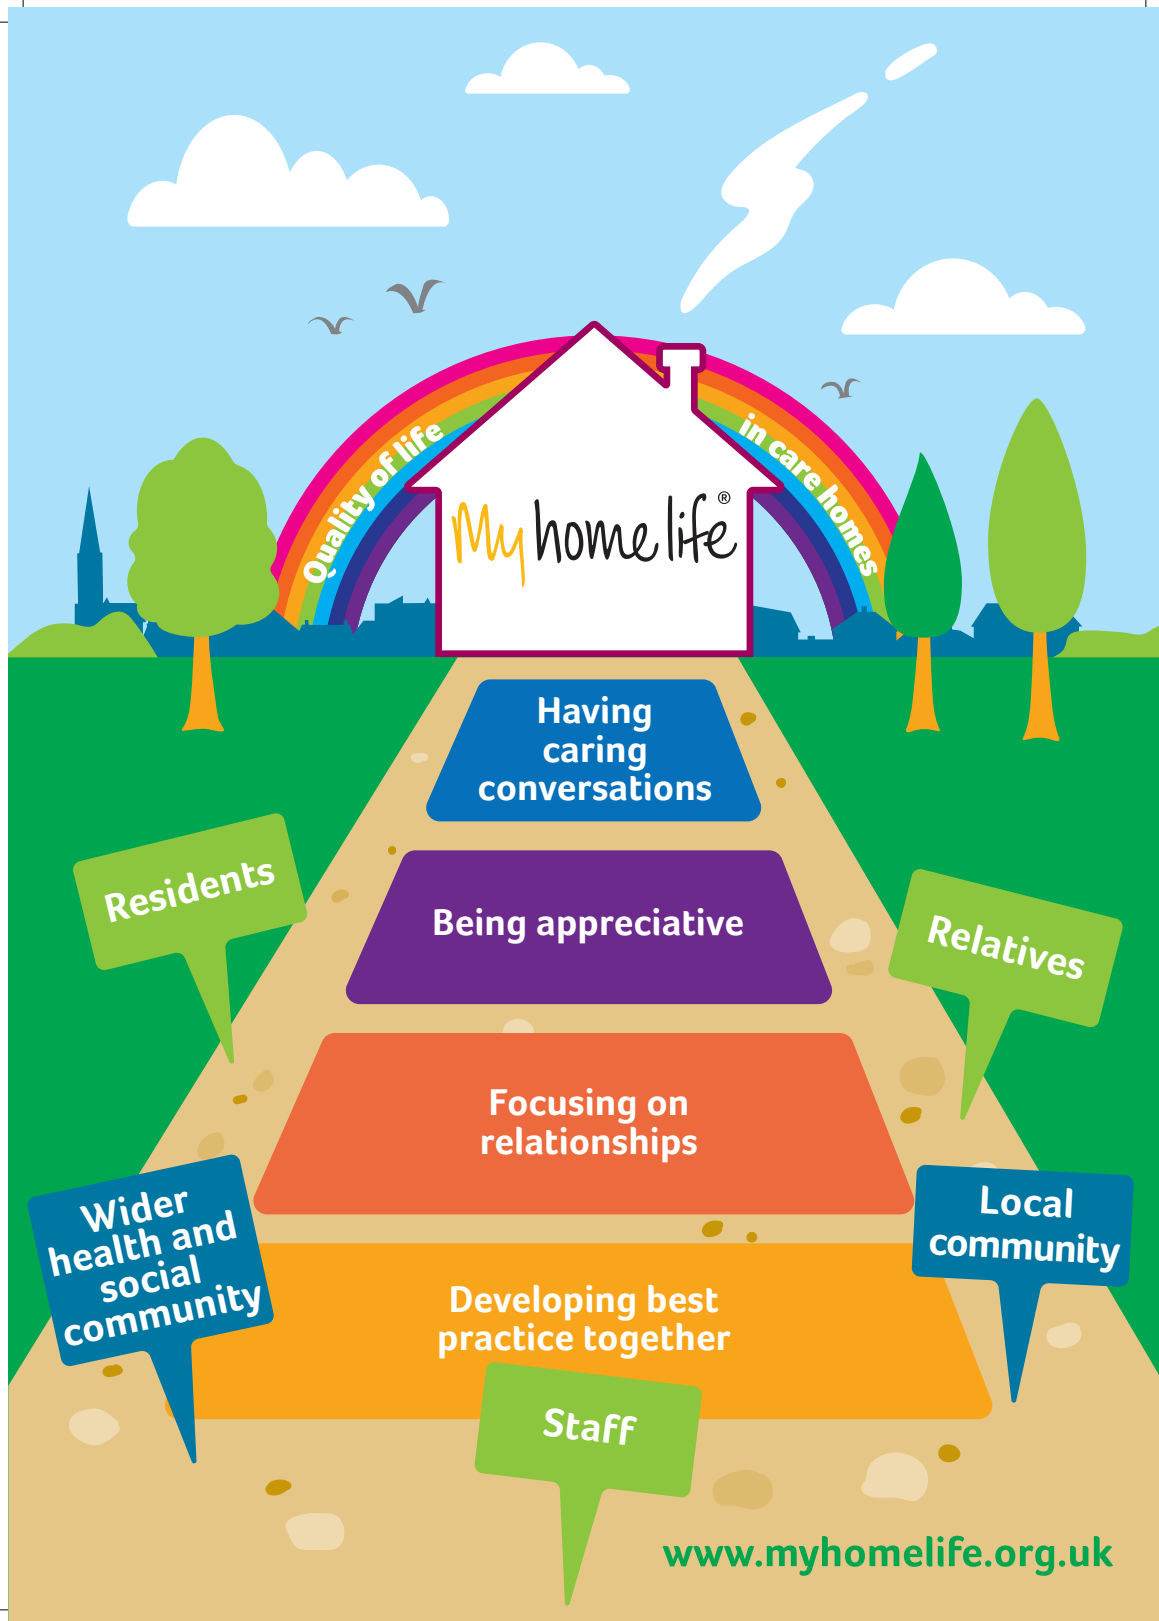 Quality of life
in care homes
My home life®
Having
caring
conversations
Being appreciative
Residents
Relatives
Focusing on
relationships
Wider
health and
social
community
Local
community
Developing best
practice together
Staff
www.myhomelife.org.uk